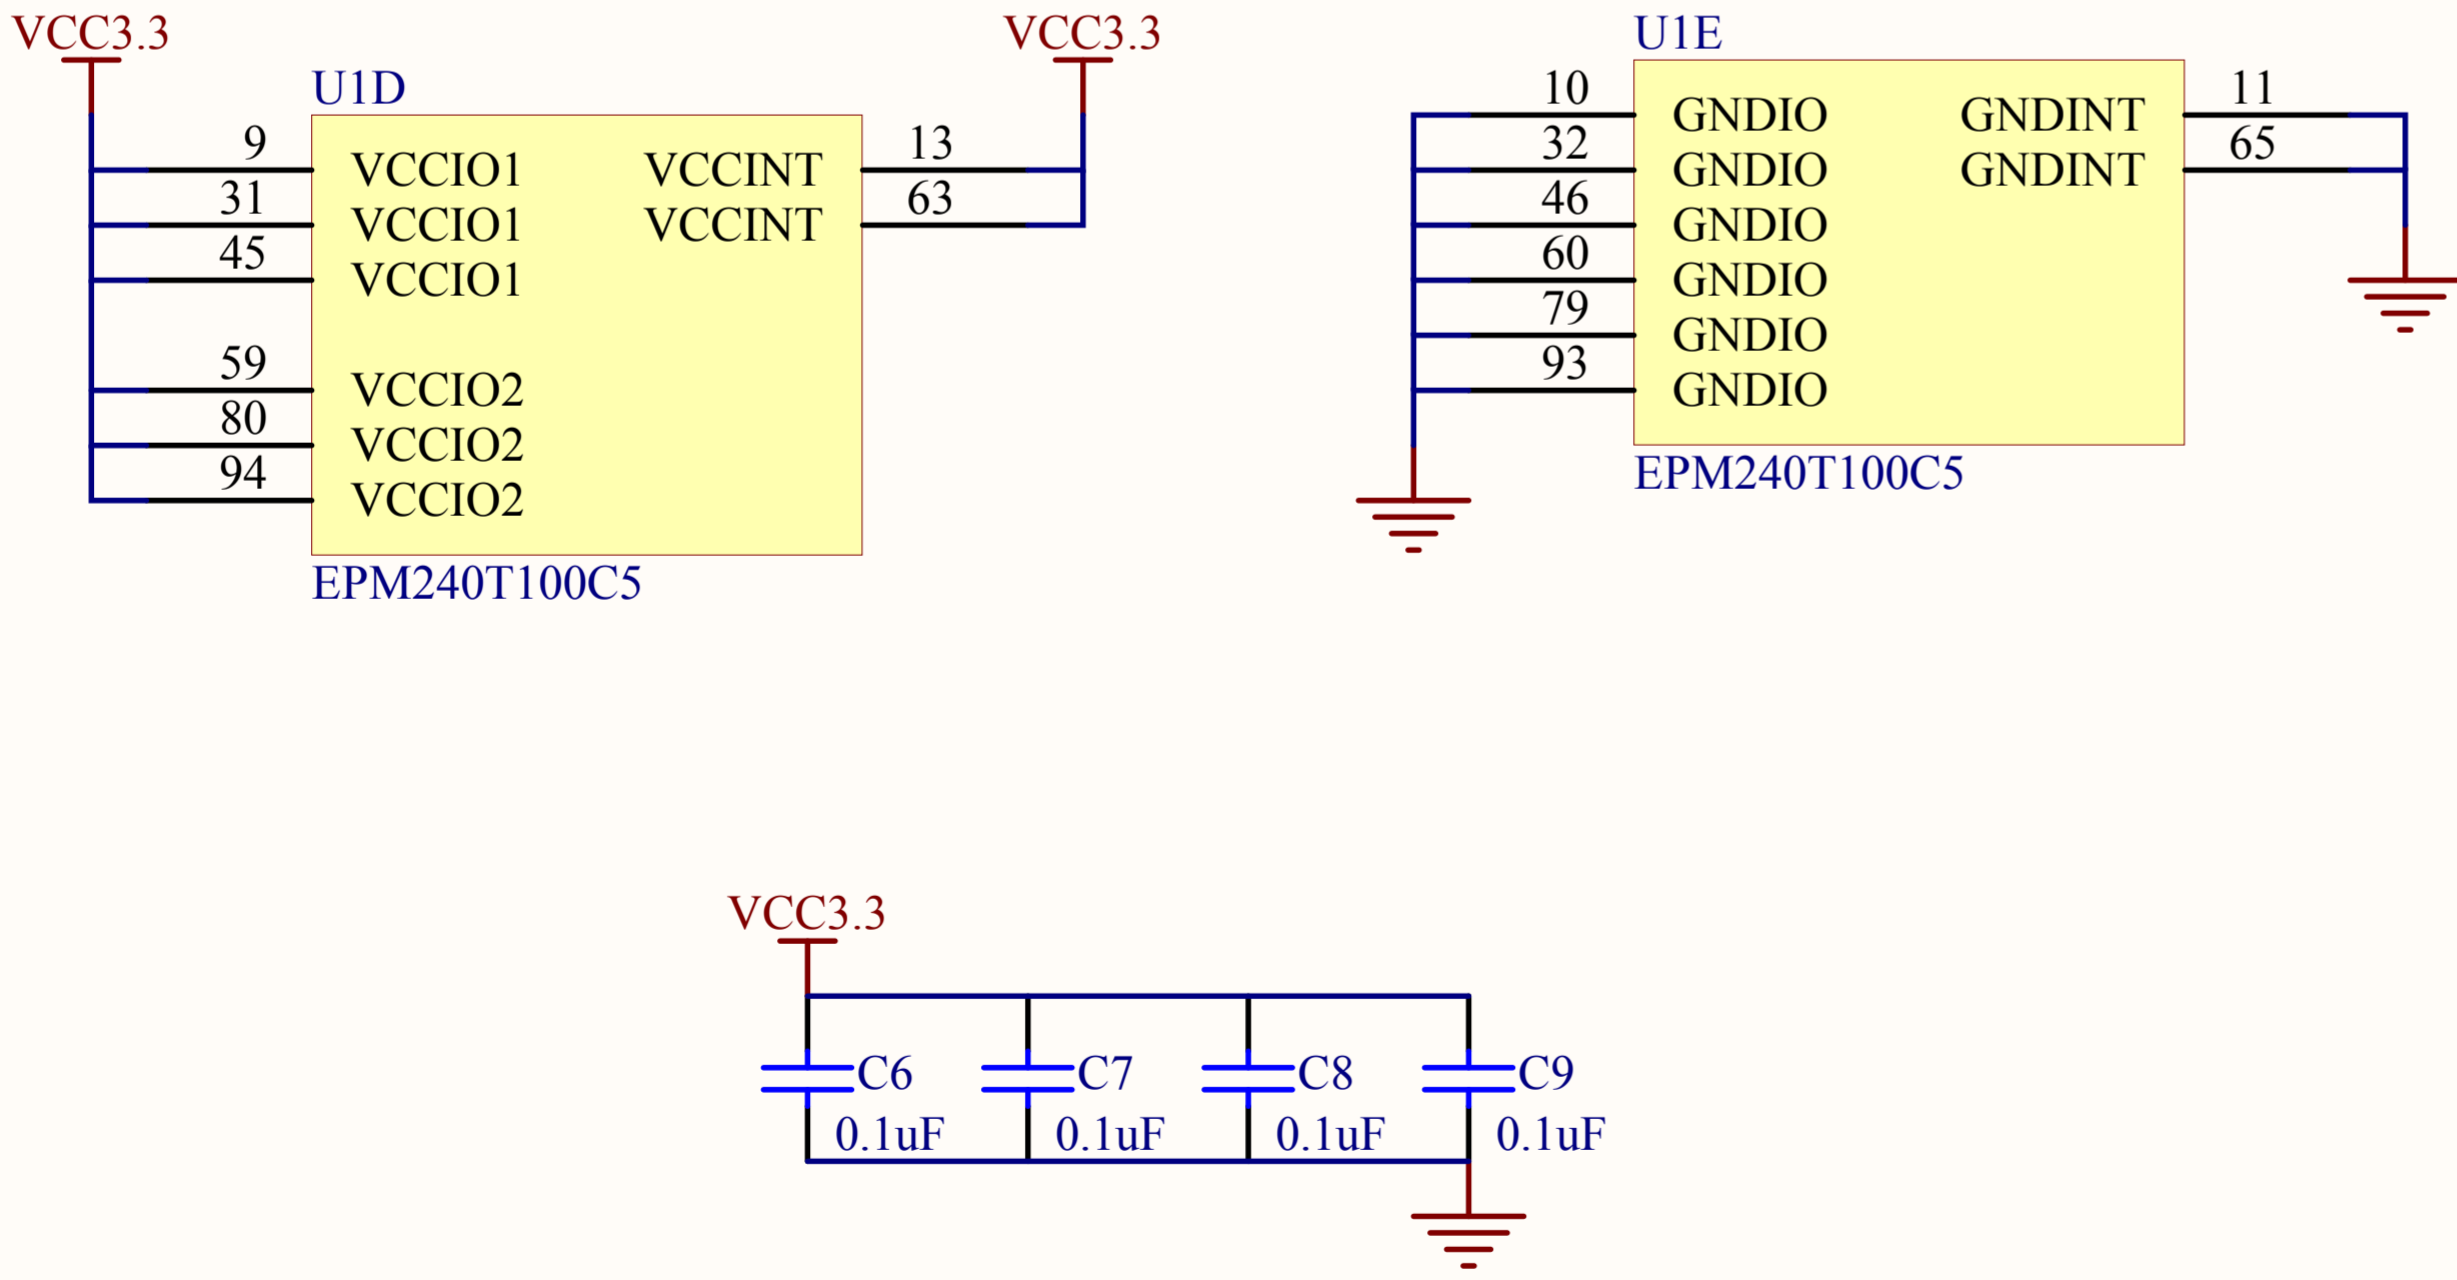 VCC3.3
VCC3.3
U1D
9 VCCIO1 VCCINT 13
31 VCCIO1 VCCINT 63
45 VCCIO1
59 VCCIO2
80 VCCIO2
94 VCCIO2
EPM240T100C5
U1E
10 GNDIO GNDINT 11
32 GNDIO GNDINT 65
46 GNDIO
60 GNDIO
79 GNDIO
93 GNDIO
EPM240T100C5
VCC3.3
C6 C7 C8 C9
0.1uF 0.1uF 0.1uF 0.1uF